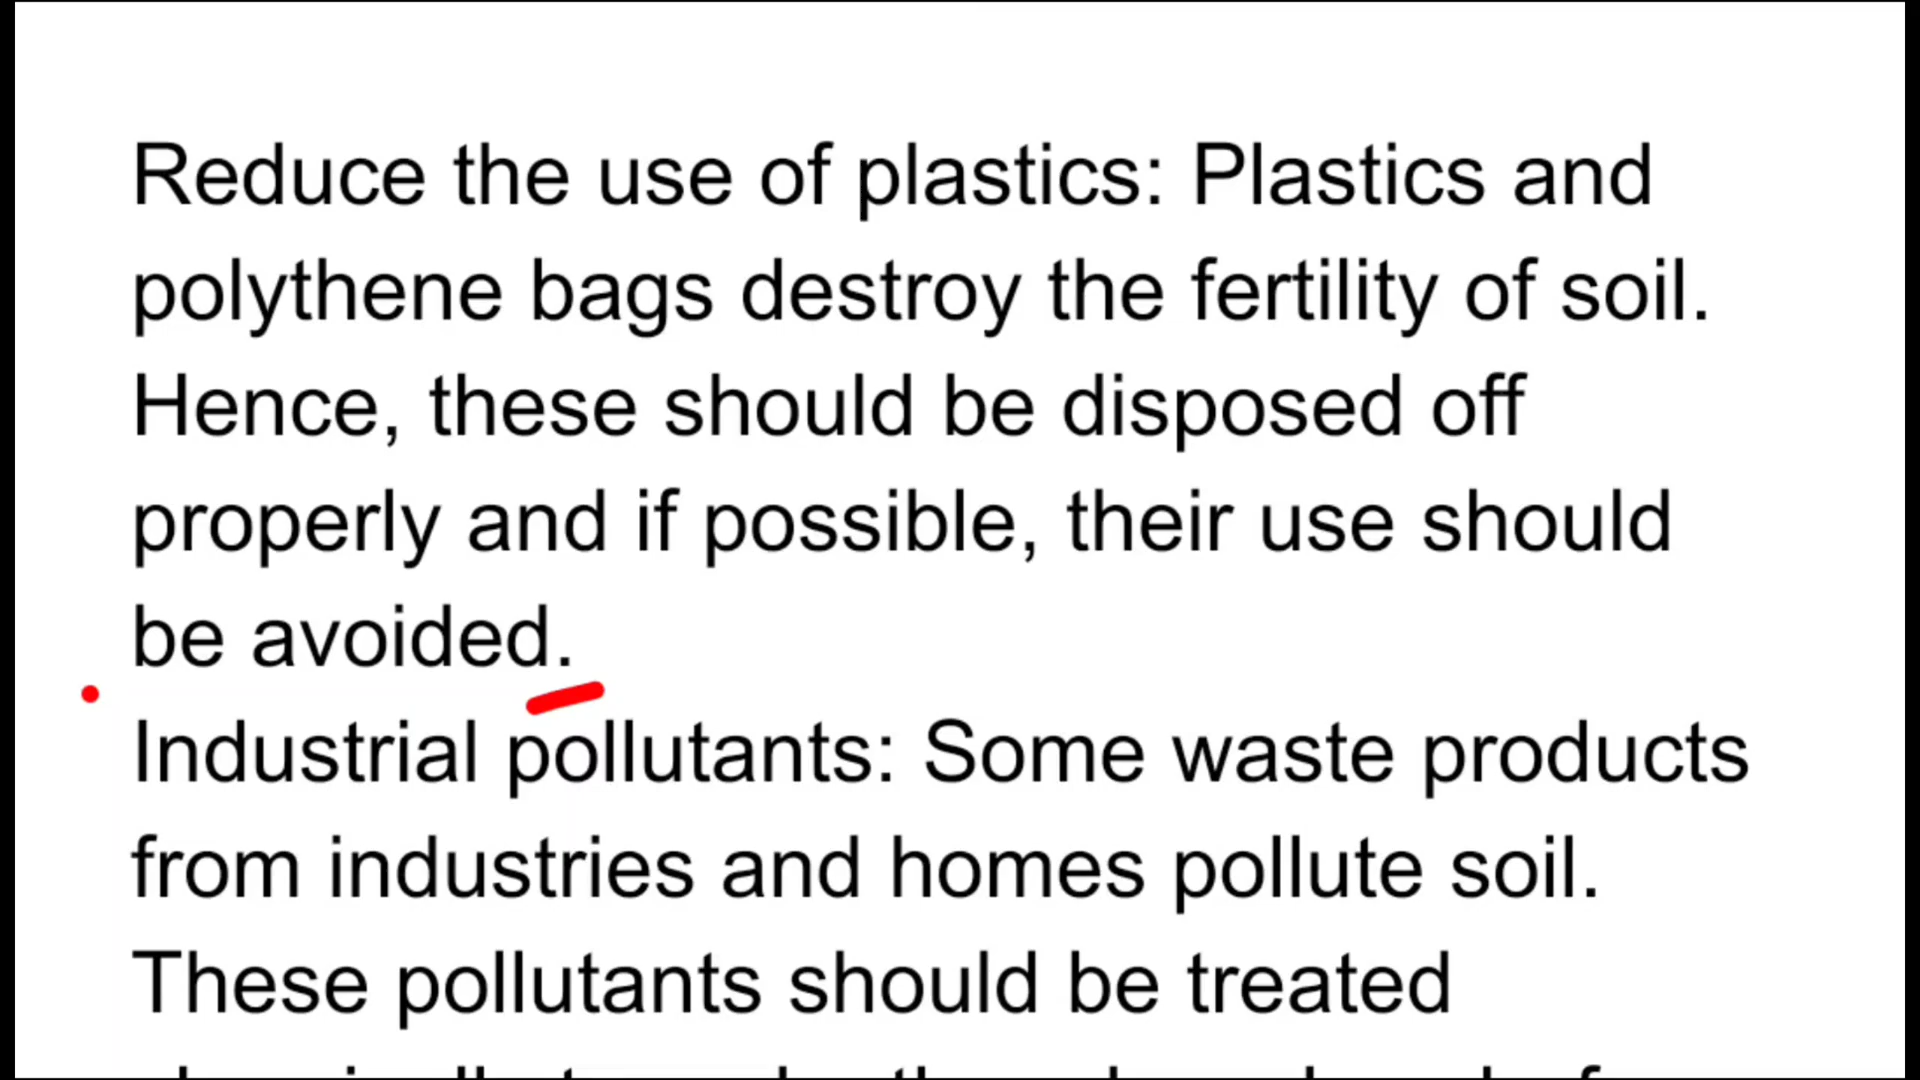 Reduce the use of plastics: Plastics and
polythene bags destroy the fertility of soil.
Hence, these should be disposed off
properly and if possible, their use should
be avoided.
Industrial pollutants: Some waste products
from industries and homes pollute soil.
These pollutants should be treated